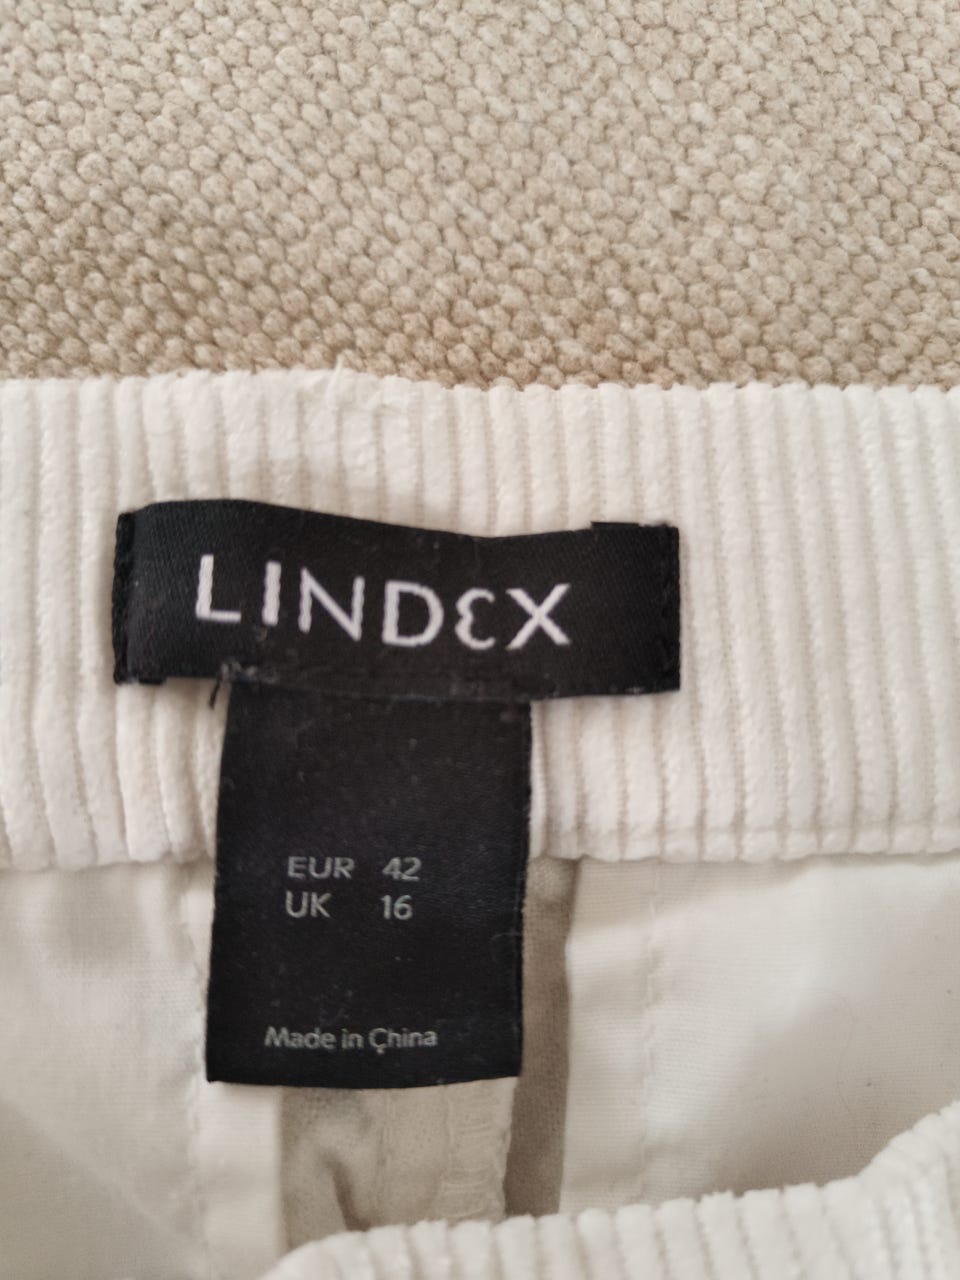 LINDEX
EUR 42
UK 16
Made in China